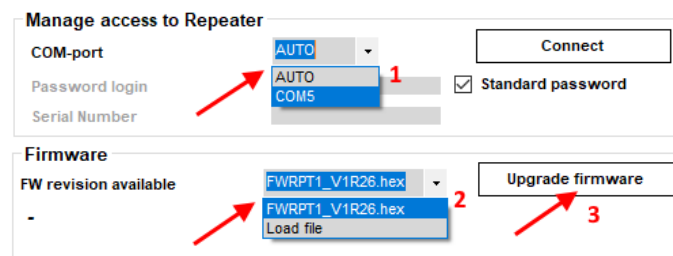 Manage access to Repeater
COM-port
AUTO
Connect
AUTO
1
COM5
Password login
Standard password
Serial Number
Firmware
FW revision available
FWRPT1_V1R26.hex
Upgrade firmware
2
FWRPT1_V1R26.hex
3
-
Load file